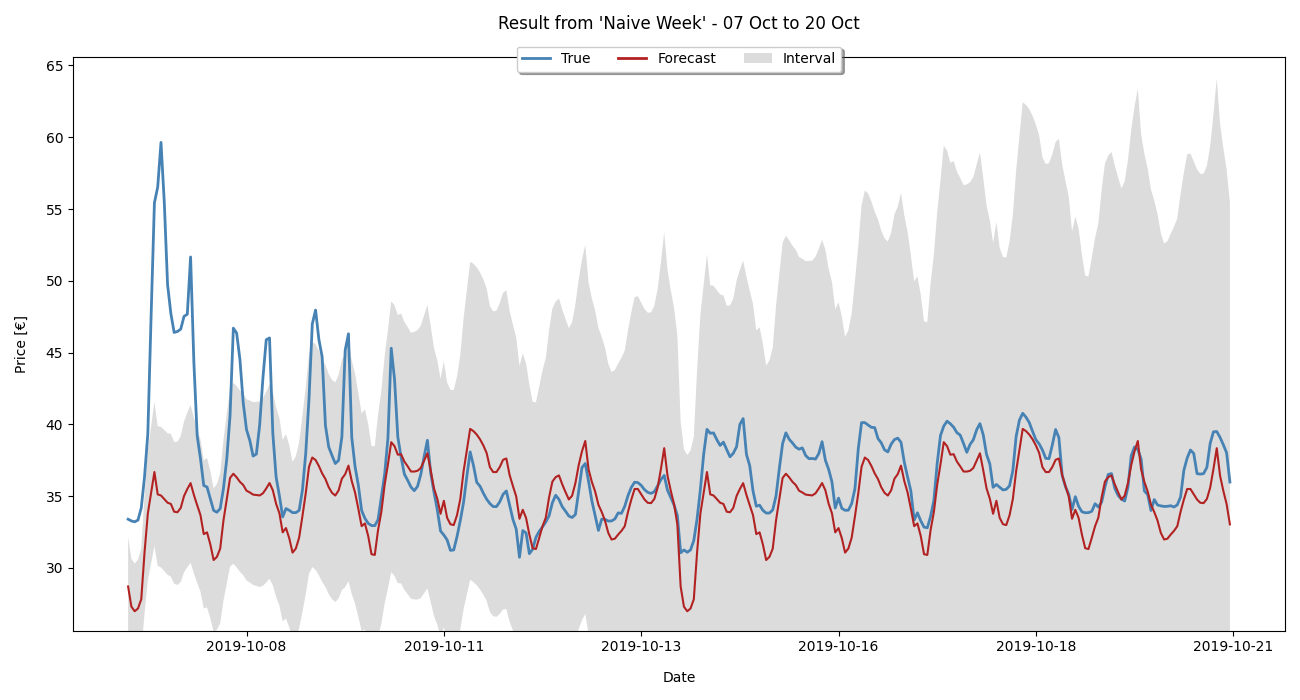 Result from 'Naive Week' - 07 Oct to 20 Oct
True Forecast Interval
65
60
55
50
45
40
35
30
Price [€]
2019-10-08 2019-10-11 2019-10-13 2019-10-16 2019-10-18 2019-10-21
Date